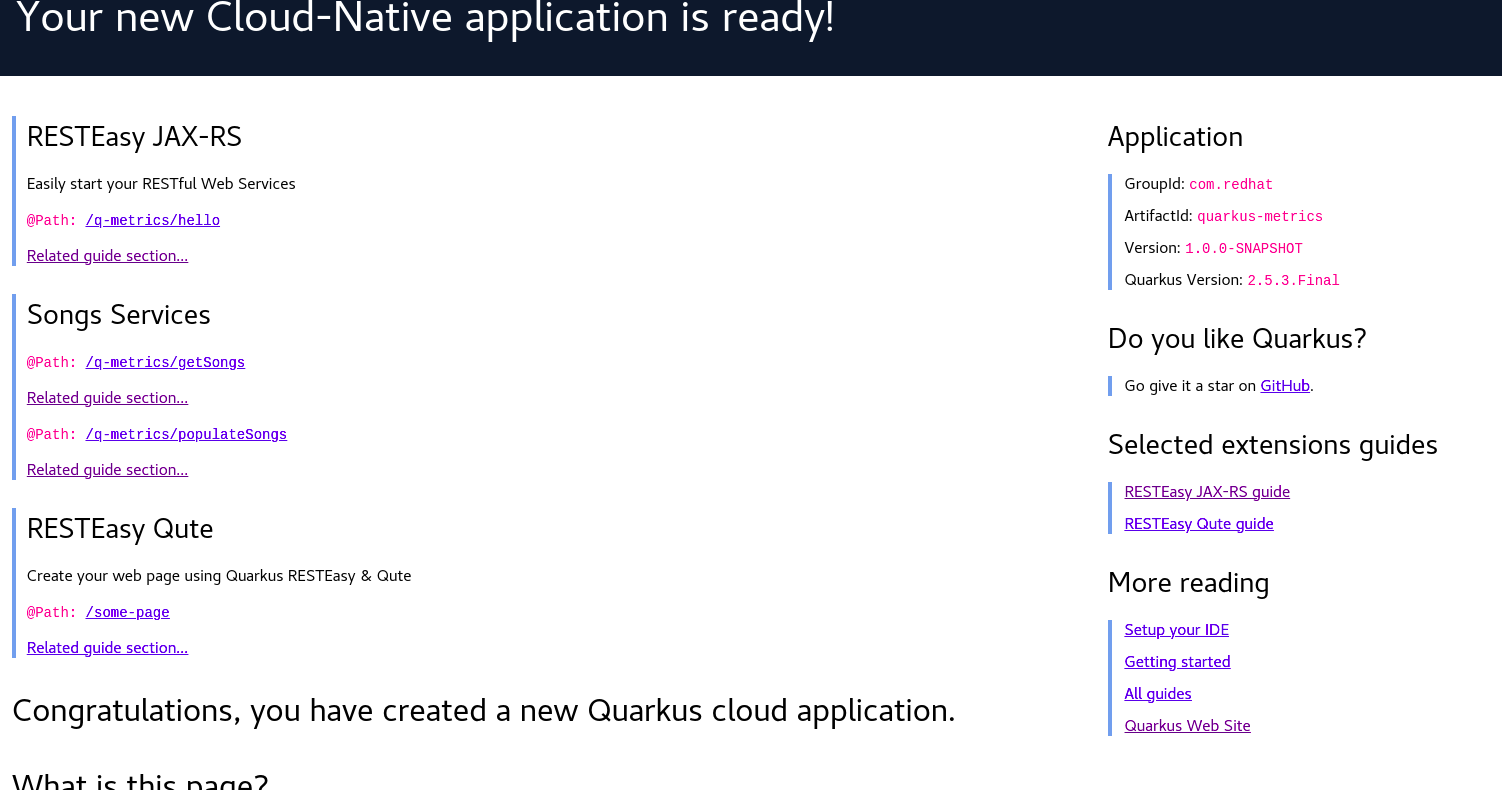 Your new Cloud-Native application is ready!
RESTEasy JAX-RS
Easily start your RESTful Web Services
@Path: /q-metrics/hello
Related guide section...
Songs Services
@Path: /q-metrics/getSongs
Related guide section...
@Path: /q-metrics/populateSongs
Related guide section...
RESTEasy Qute
Create your web page using Quarkus RESTEasy & Qute
@Path: /some-page
Related guide section...
Congratulations, you have created a new Quarkus cloud application.
What is this page?
Application
GroupId: com.redhat
ArtifactId: quarkus-metrics
Version: 1.0.0-SNAPSHOT
Quarkus Version: 2.5.3.Final
Do you like Quarkus?
Go give it a star on GitHub.
Selected extensions guides
RESTEasy JAX-RS guide
RESTEasy Qute guide
More reading
Setup your IDE
Getting started
All guides
Quarkus Web Site